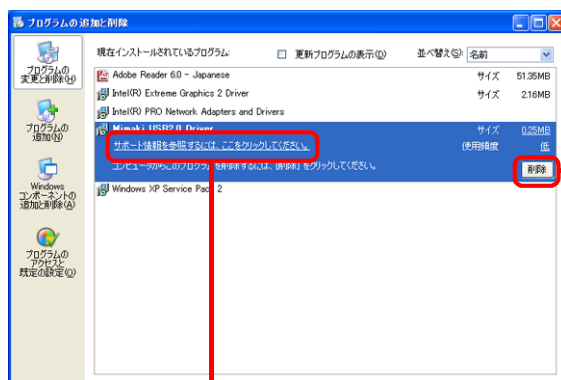 プログラムの追加と削除
プログラムの
変更と削除(H)
プログラムの
追加(N)
Windows
コンポーネントの
追加と削除(A)
プログラムの
アクセスと
既定の設定(O)
現在インストールされているプログラム:
更新プログラムの表示(D)
並べ替え(S): 名前
Adobe Reader 6.0 - Japanese サイズ 51.35MB
Intel(R) Extreme Graphics 2 Driver サイズ 2.16MB
Intel(R) PRO Network Adapters and Drivers
Mimaki USB2.0 Driver サイズ 0.25MB
サポート情報を参照するには、ここをクリックしてください。 使用頻度 低
コンピュータからこのプログラムを削除するには、[削除] をクリックしてください。 削除
Windows XP Service Pack 2